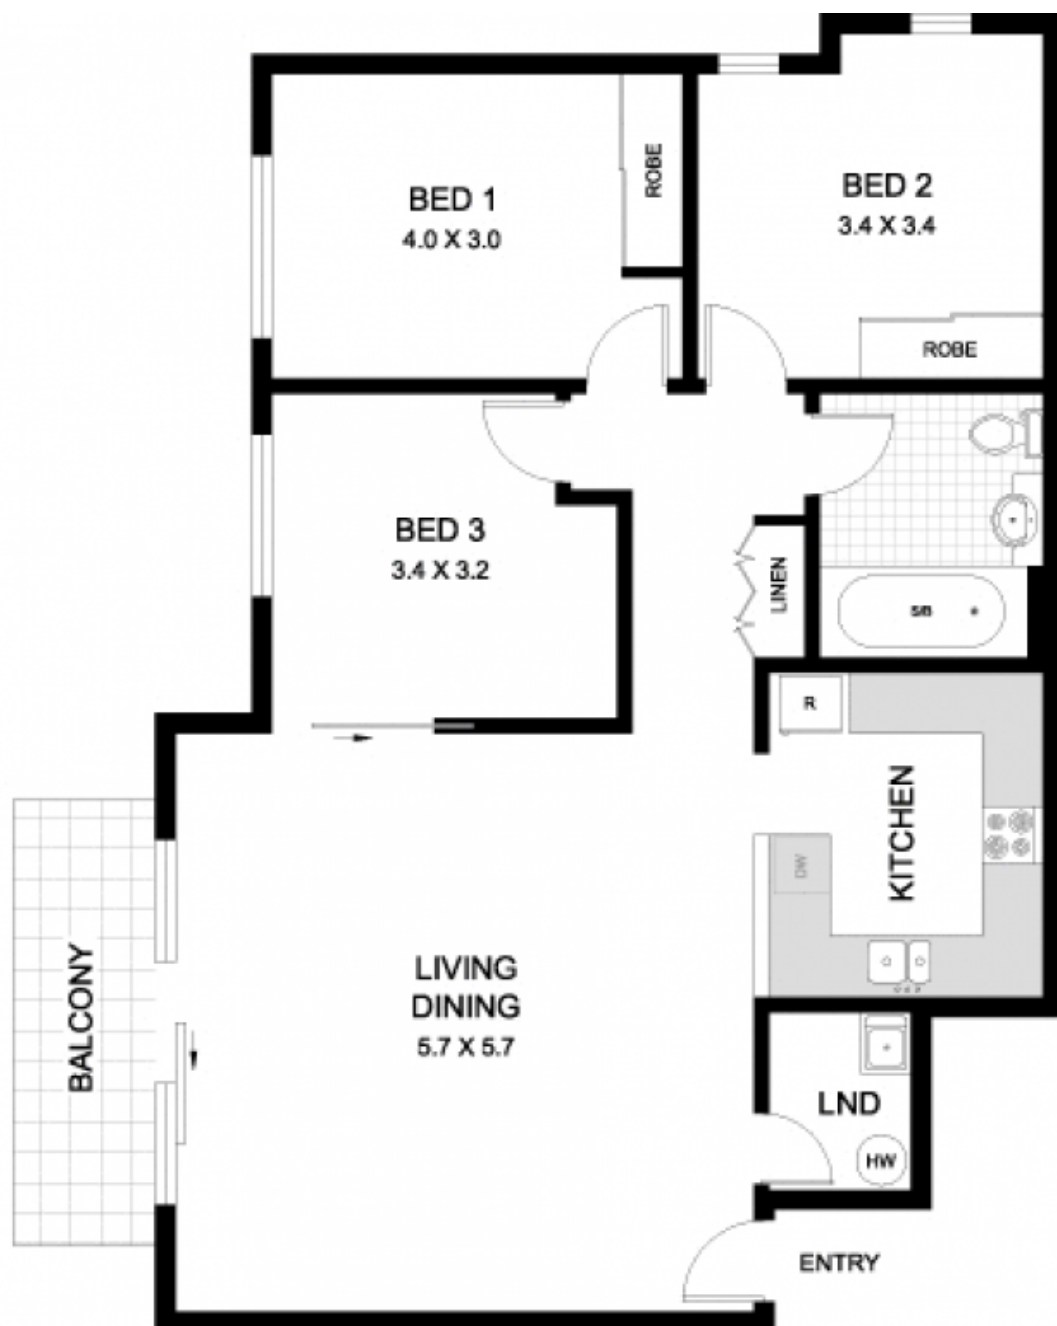 BED 1
4.0 X 3.0
ROBE
BED 2
3.4 X 3.4
ROBE
BED 3
3.4 X 3.2
LINEN
S/B
R
KITCHEN
DW
LIVING
DINING
5.7 X 5.7
BALCONY
LND
HW
ENTRY